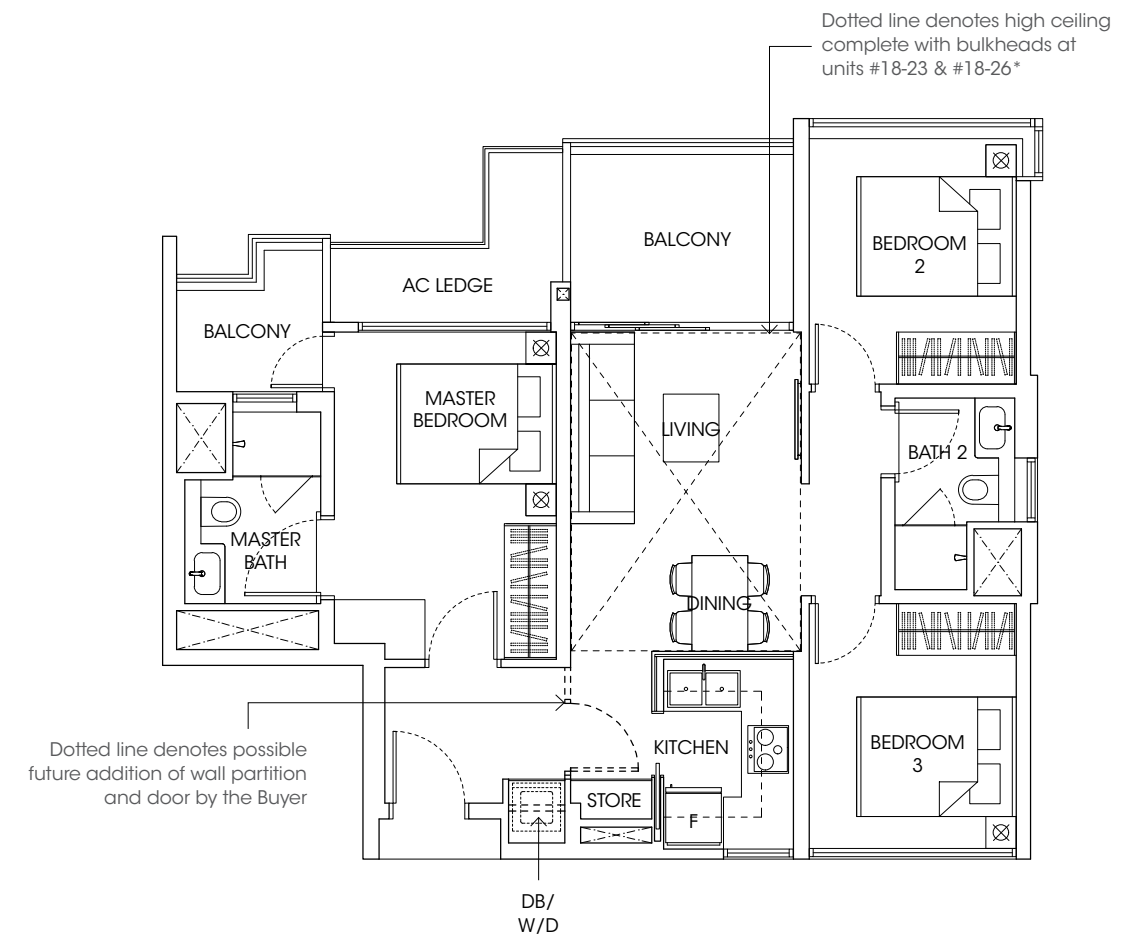 Dotted line denotes high ceiling
complete with bulkheads at
units #18-23 & #18-26*
BALCONY
BEDROOM
2
AC LEDGE
BALCONY
MASTER
BEDROOM
LIVING
BATH 2
MASTER
BATH
DINING
Dotted line denotes possible
future addition of wall partition
and door by the Buyer
KITCHEN
BEDROOM
3
STORE
F
DB/
W/D